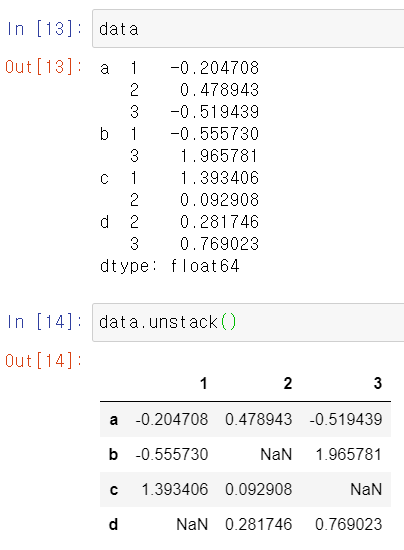 In [13]: data
Out[13]: a 1 -0.204708
2 0.478943
3 -0.519439
b 1 -0.555730
3 1.965781
c 1 1.393406
2 0.092908
d 2 0.281746
3 0.769023
dtype: float64
In [14]: data.unstack()
Out[14]:
1 2 3
a -0.204708 0.478943 -0.519439
b -0.555730 NaN 1.965781
c 1.393406 0.092908 NaN
d NaN 0.281746 0.769023